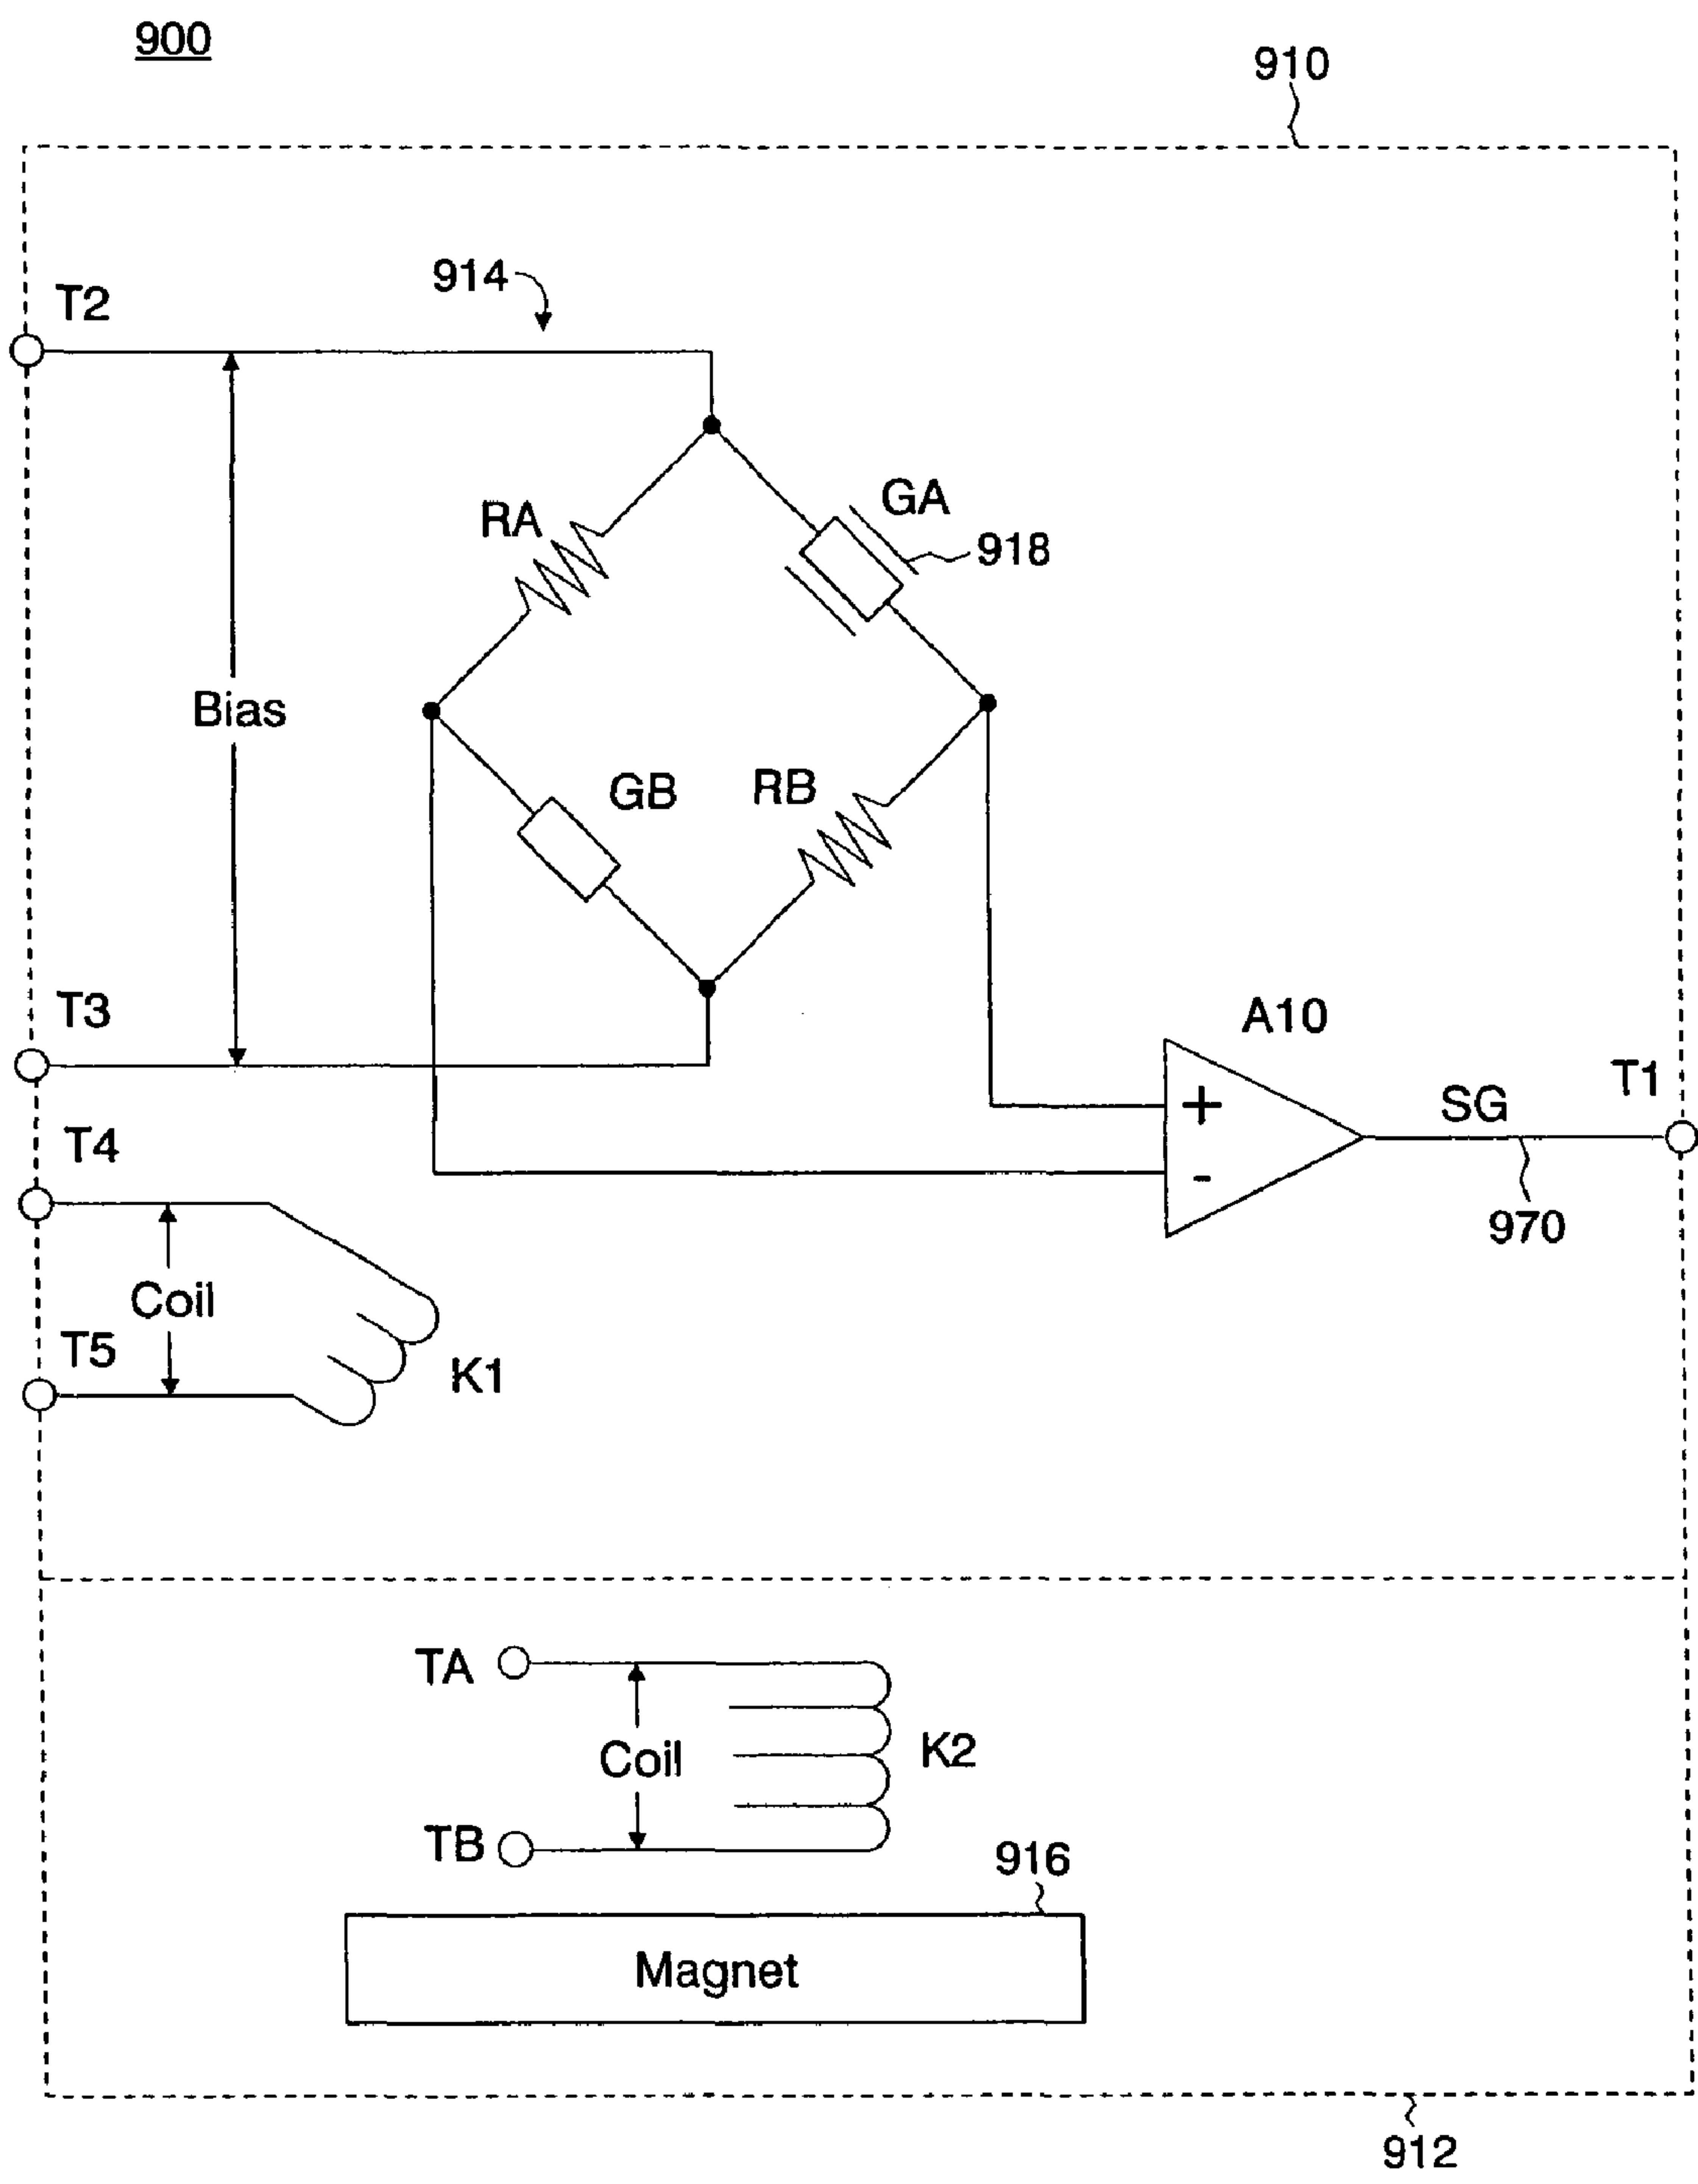 900
910
914
T2
GA
RA
918
Bias
GB
RB
T3
A10
T1
+
SG
T4
-
970
Coil
T5
K1
TA
K2
Coil
TB
916
Magnet
912